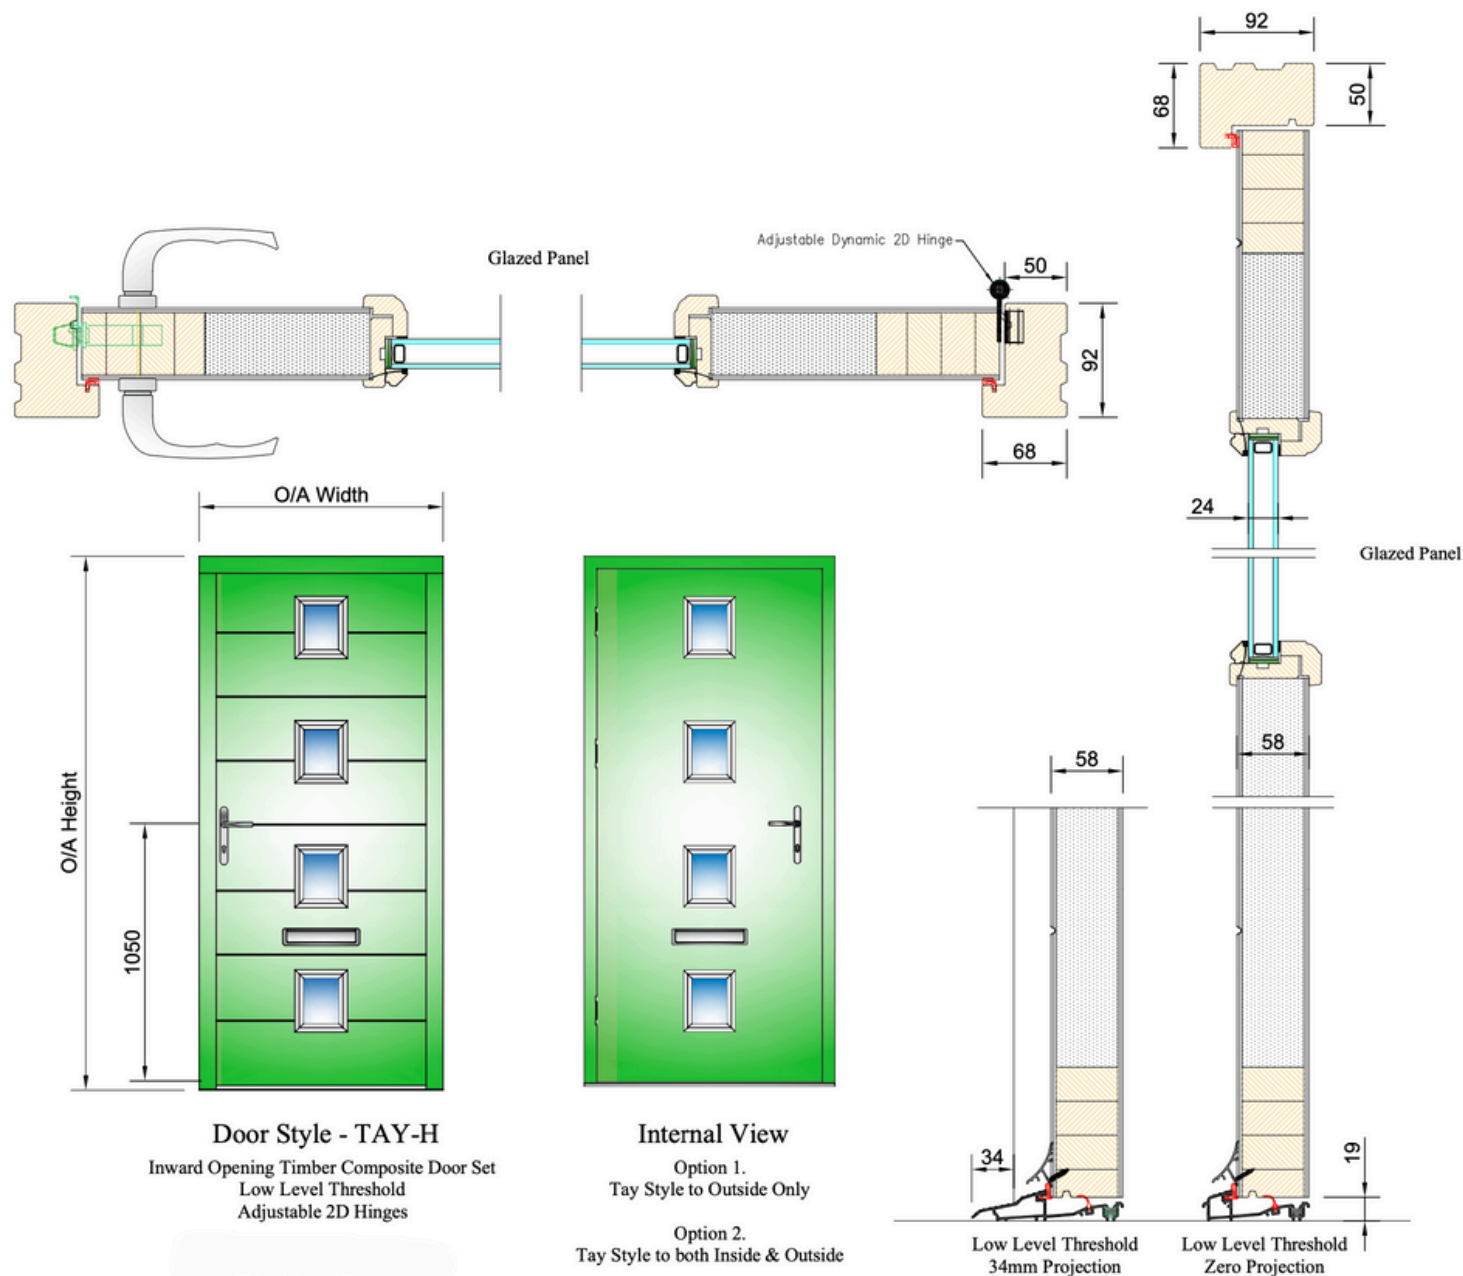 92
68
50
Adjustable Dynamic 2D Hinge
Glazed Panel
50
92
68
O/A Width
24
Glazed Panel
O/A Height
1050
58
58
34
19
Door Style - TAY-H
Inward Opening Timber Composite Door Set
Low Level Threshold
Adjustable 2D Hinges
Internal View
Option 1.
Tay Style to Outside Only
Option 2.
Tay Style to both Inside & Outside
Low Level Threshold
34mm Projection
Low Level Threshold
Zero Projection